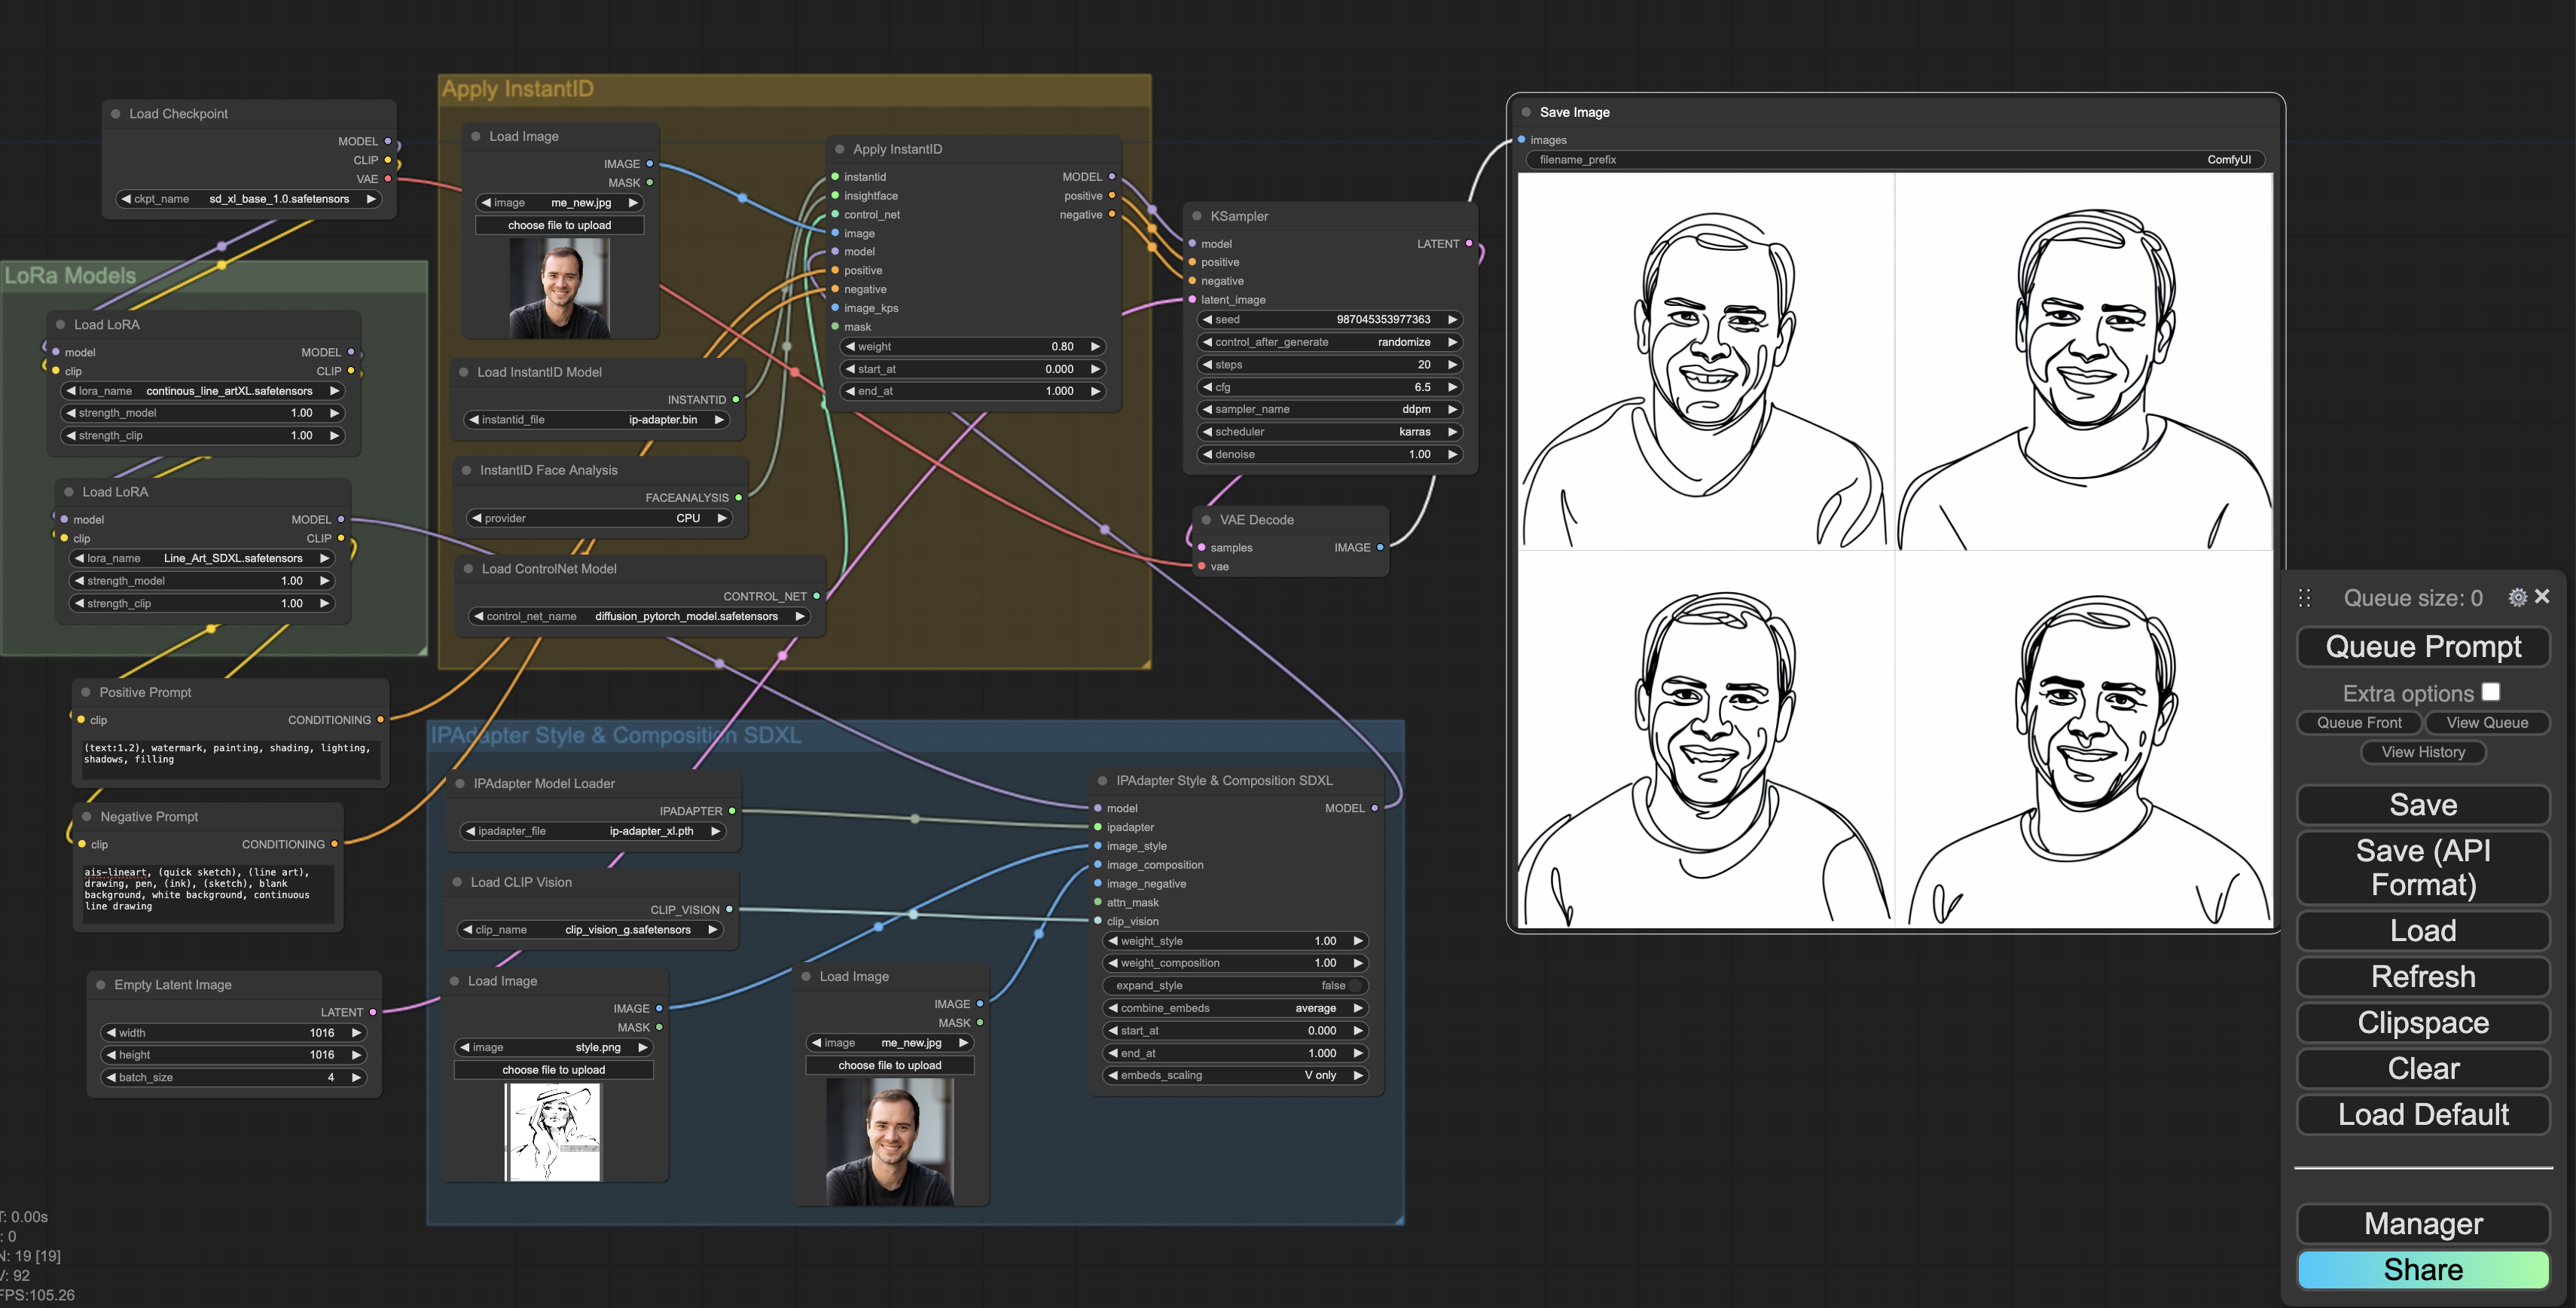 Load Checkpoint
MODEL
CLIP
VAE
ckpt_name sd_xl_base_1.0.safetensors
LoRa Models
Load LoRA
model MODEL
clip CLIP
lora_name continous_line_artXL.safetensors
strength_model 1.00
strength_clip 1.00
Load LoRA
model MODEL
clip CLIP
lora_name Line_Art_SDXL.safetensors
strength_model 1.00
strength_clip 1.00
Positive Prompt
clip CONDITIONING
(text:1.2), watermark, painting, shading, lighting,
shadows, filling
Negative Prompt
clip CONDITIONING
ais-lineart, (quick sketch), (line art),
drawing, pen, (ink), (sketch), blank
background, white background, continuous
line drawing
Empty Latent Image
LATENT
width 1016
height 1016
batch_size 4
T: 0.00s
: 0
N: 19 [19]
V: 92
FPS:105.26
Apply InstantID
Load Image
IMAGE
MASK
image me_new.jpg
choose file to upload
Load InstantID Model
INSTANTID
instantid_file ip-adapter.bin
InstantID Face Analysis
FACEANALYSIS
provider CPU
Load ControlNet Model
CONTROL_NET
control_net_name diffusion_pytorch_model.safetensors
Apply InstantID
instantid MODEL
insightface positive
control_net negative
image
model
positive
negative
image_kps
mask
weight 0.80
start_at 0.000
end_at 1.000
KSampler
model LATENT
positive
negative
latent_image
seed 987045353977363
control_after_generate randomize
steps 20
cfg 6.5
sampler_name ddpm
scheduler karras
denoise 1.00
VAE Decode
samples IMAGE
vae
IPAdapter Style & Composition SDXL
IPAdapter Model Loader
IPADAPTER
ipadapter_file ip-adapter_xl.pth
Load CLIP Vision
CLIP_VISION
clip_name clip_vision_g.safetensors
Load Image
IMAGE
MASK
image style.png
choose file to upload
Load Image
IMAGE
MASK
image me_new.jpg
choose file to upload
IPAdapter Style & Composition SDXL
model MODEL
ipadapter
image_style
image_composition
image_negative
attn_mask
clip_vision
weight_style 1.00
weight_composition 1.00
expand_style false
combine_embeds average
start_at 0.000
end_at 1.000
embeds_scaling V only
Save Image
images
filename_prefix ComfyUI
Queue size: 0
Queue Prompt
Extra options
Queue Front View Queue
View History
Save
Save (API
Format)
Load
Refresh
Clipspace
Clear
Load Default
Manager
Share